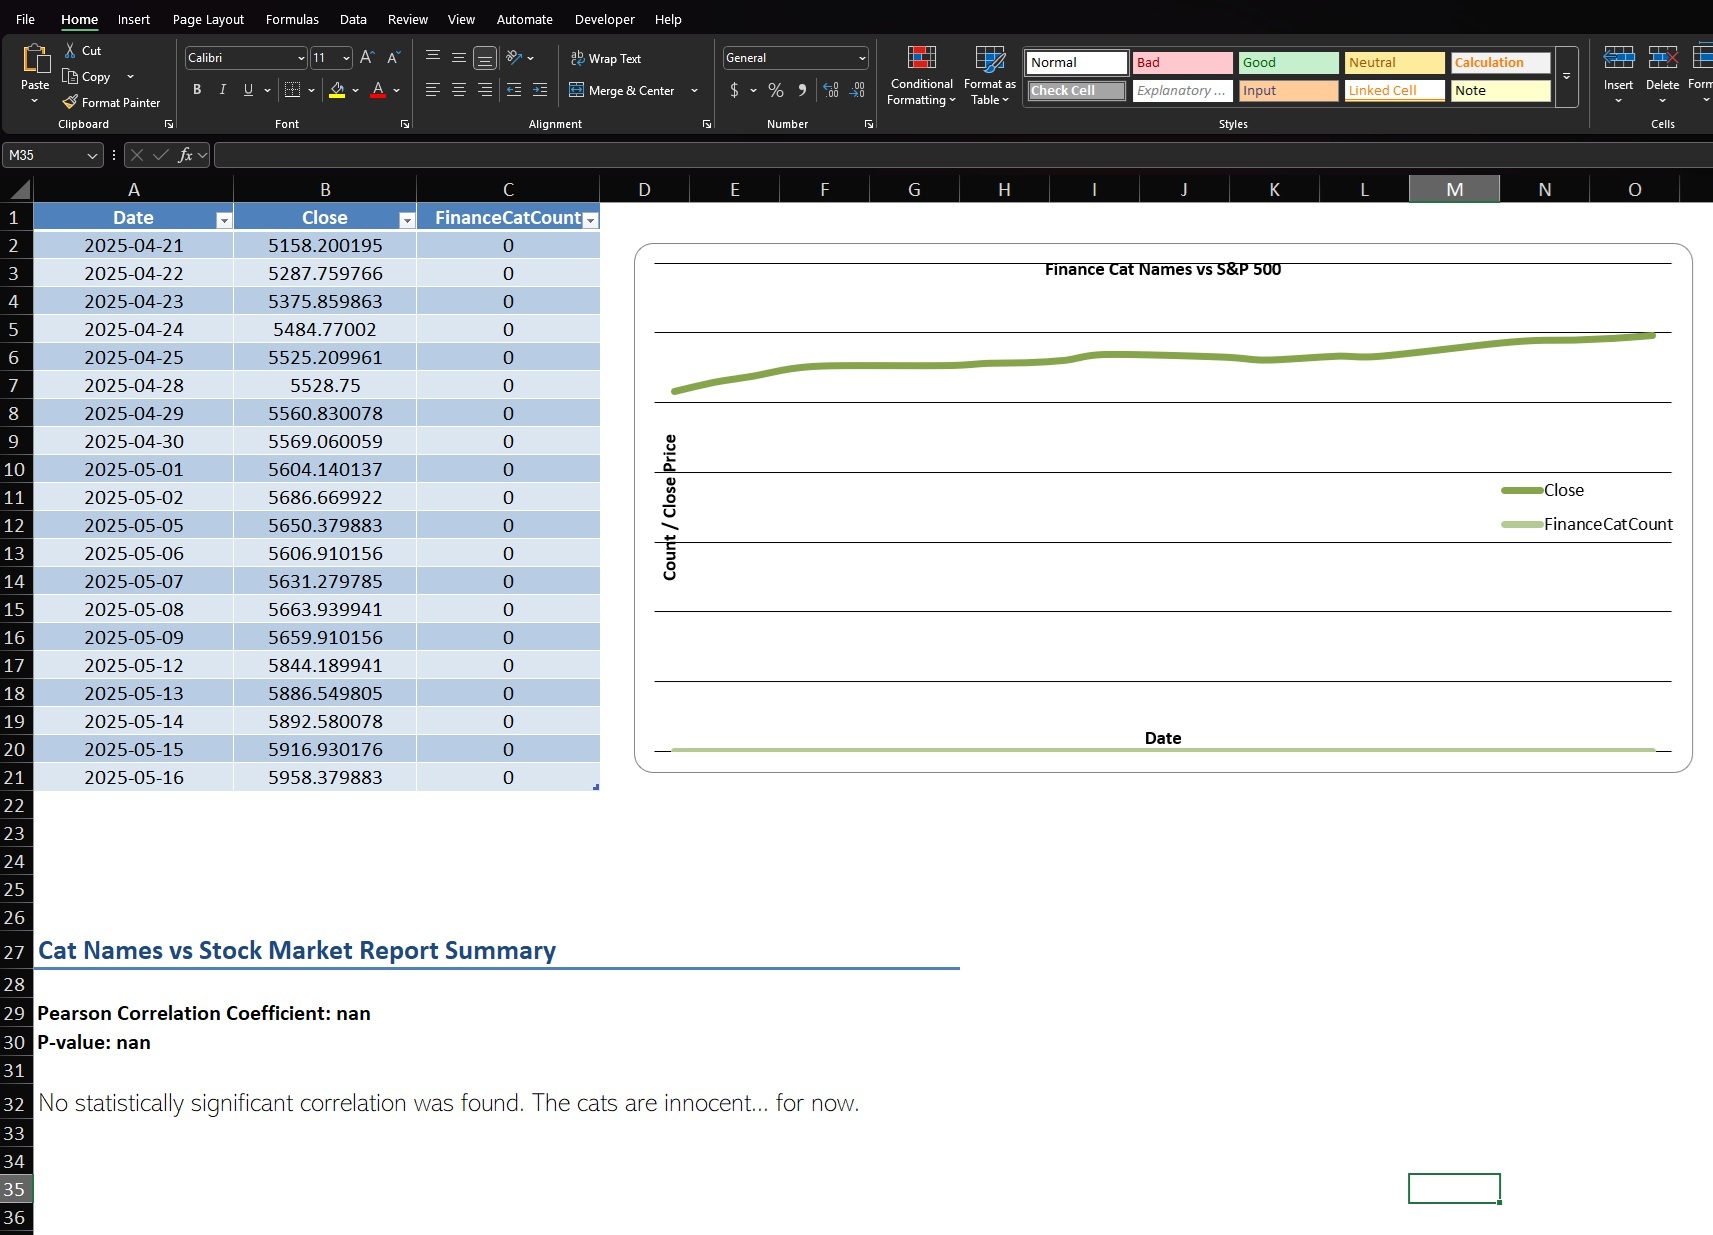 File Home Insert Page Layout Formulas Data Review View Automate Developer Help
Paste
Cut
Copy
Format Painter
Clipboard
Calibri 11
B I U
Font
ab Wrap Text
Merge & Center
Alignment
General
$ % ,
Number
Conditional Formatting
Format as Table
Normal Bad Good Neutral Calculation
Check Cell Explanatory ... Input Linked Cell Note
Styles
Insert Delete Form
Cells
M35 fx
A B C D E F G H I J K L M N O
1 Date Close FinanceCatCount
2 2025-04-21 5158.200195 0
3 2025-04-22 5287.759766 0
4 2025-04-23 5375.859863 0
5 2025-04-24 5484.77002 0
6 2025-04-25 5525.209961 0
7 2025-04-28 5528.75 0
8 2025-04-29 5560.830078 0
9 2025-04-30 5569.060059 0
10 2025-05-01 5604.140137 0
11 2025-05-02 5686.669922 0
12 2025-05-05 5650.379883 0
13 2025-05-06 5606.910156 0
14 2025-05-07 5631.279785 0
15 2025-05-08 5663.939941 0
16 2025-05-09 5659.910156 0
17 2025-05-12 5844.189941 0
18 2025-05-13 5886.549805 0
19 2025-05-14 5892.580078 0
20 2025-05-15 5916.930176 0
21 2025-05-16 5958.379883 0
Finance Cat Names vs S&P 500
Count / Close Price
Close
FinanceCatCount
Date
22
23
24
25
26
27 Cat Names vs Stock Market Report Summary
28
29 Pearson Correlation Coefficient: nan
30 P-value: nan
31
32 No statistically significant correlation was found. The cats are innocent... for now.
33
34
35
36